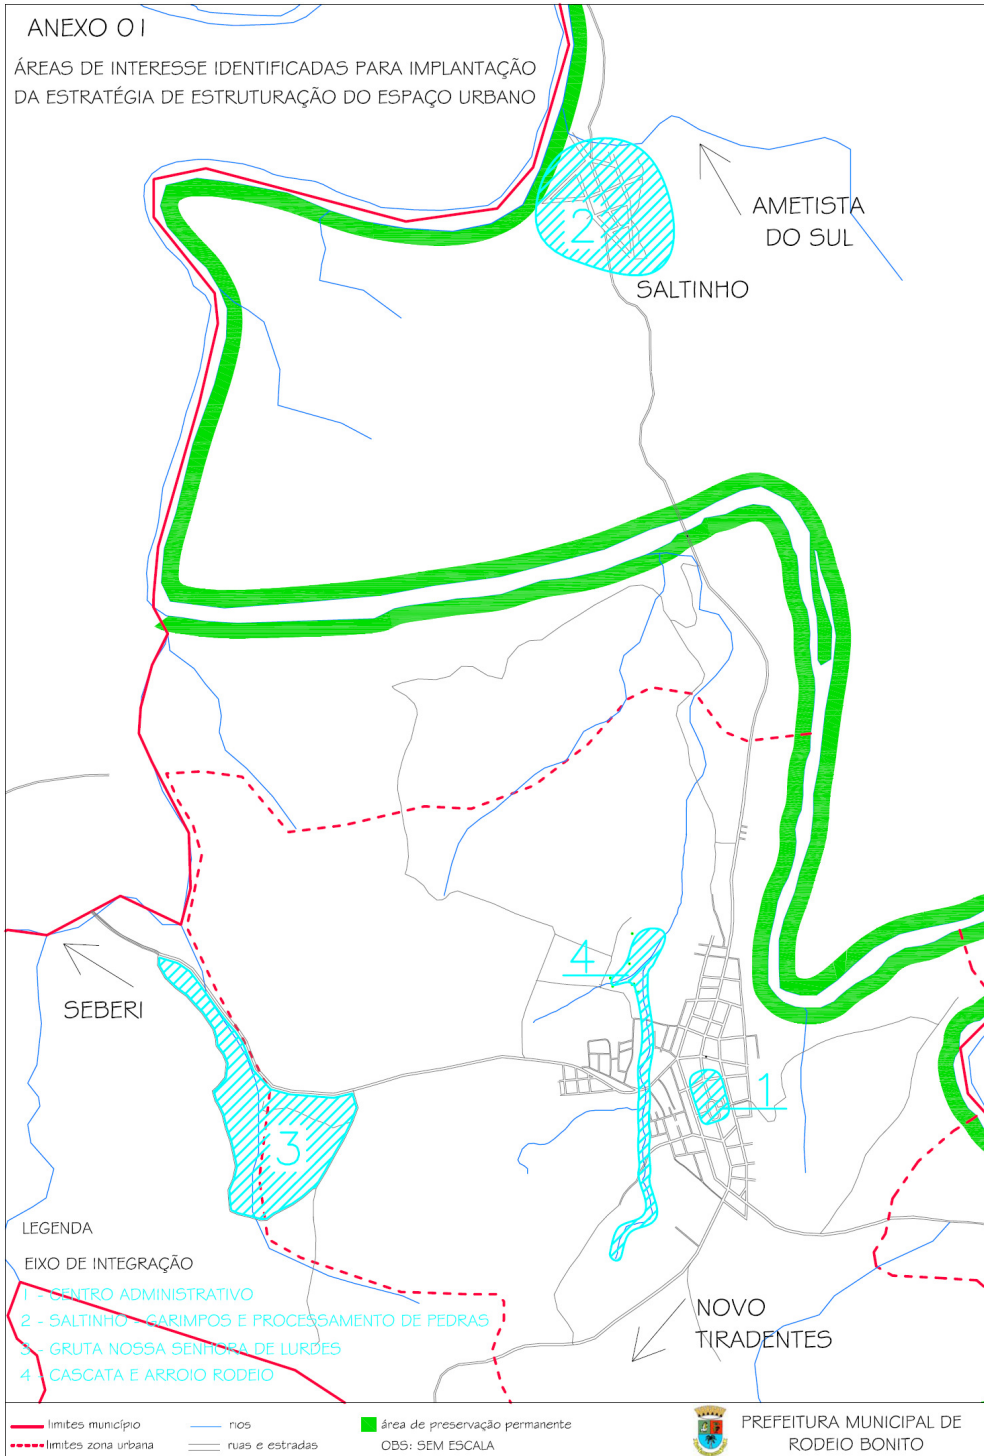 ANEXO 01
ÁREAS DE INTERESSE IDENTIFICADAS PARA IMPLANTAÇÃO
DA ESTRATÉGIA DE ESTRUTURAÇÃO DO ESPAÇO URBANO
AMETISTA
DO SUL
2
SALTINHO
4
SEBERI
1
3
LEGENDA
EIXO DE INTEGRAÇÃO
1 - CENTRO ADMINISTRATIVO
2 - SALTINHO - GARIMPOS E PROCESSAMENTO DE PEDRAS
3 - GRUTA NOSSA SENHORA DE LURDES
4 - CASCATA E ARROIO RODEIO
NOVO
TIRADENTES
limites município
rios
área de preservação permanente
limites zona urbana
ruas e estradas
OBS: SEM ESCALA
PREFEITURA MUNICIPAL DE
RODEIO BONITO